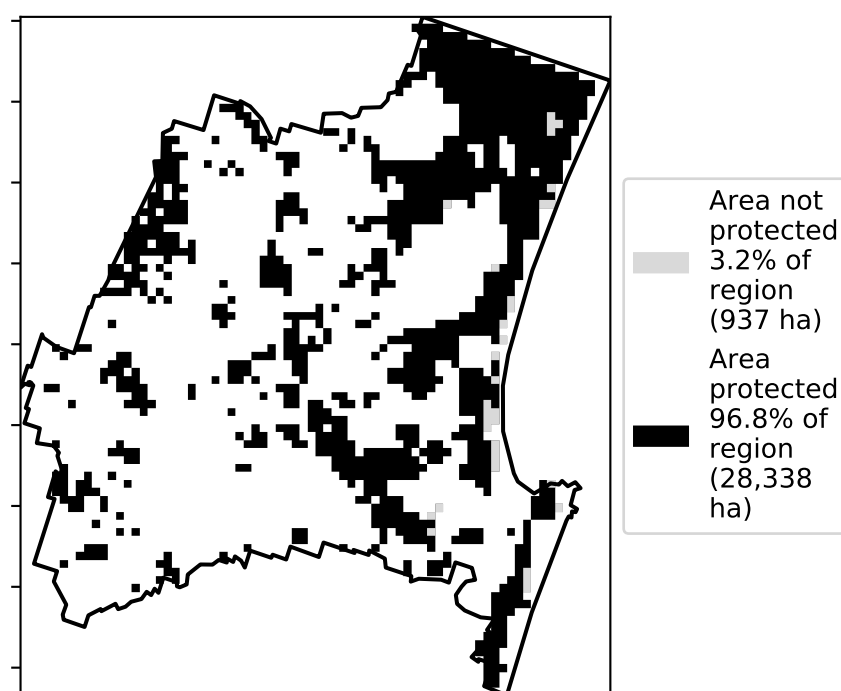 Area not
protected
3.2% of
region
(937 ha)
Area
protected
96.8% of
region
(28,338
ha)